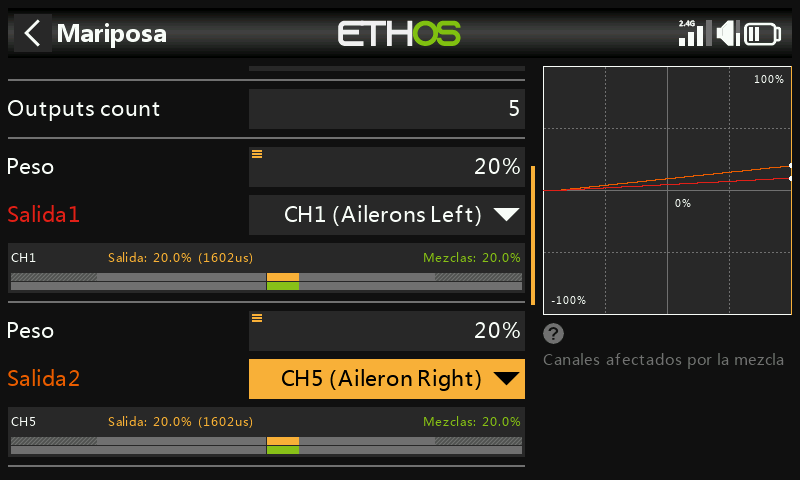 Mariposa
ETHOS
2.4G
Outputs count
5
Peso
20%
Salida1
CH1 (Ailerons Left)
CH1
Salida: 20.0% (1602us)
Mezclas: 20.0%
Peso
20%
Salida2
CH5 (Aileron Right)
CH5
Salida: 20.0% (1602us)
Mezclas: 20.0%
100%
0%
-100%
?
Canales afectados por la mezcla